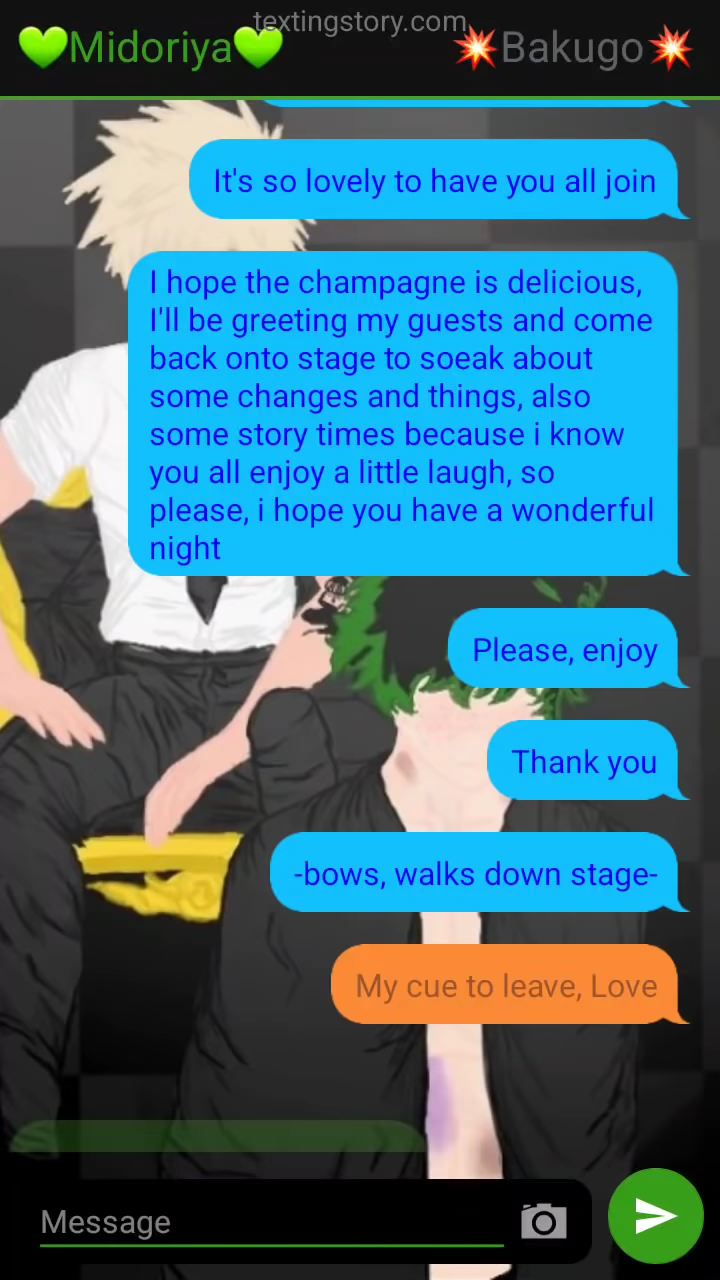 textingstory.com
💚Midoriya💚 💥Bakugo💥
It's so lovely to have you all join
I hope the champagne is delicious,
I'll be greeting my guests and come
back onto stage to soeak about
some changes and things, also
some story times because i know
you all enjoy a little laugh, so
please, i hope you have a wonderful
night
Please, enjoy
Thank you
-bows, walks down stage-
My cue to leave, Love
Message